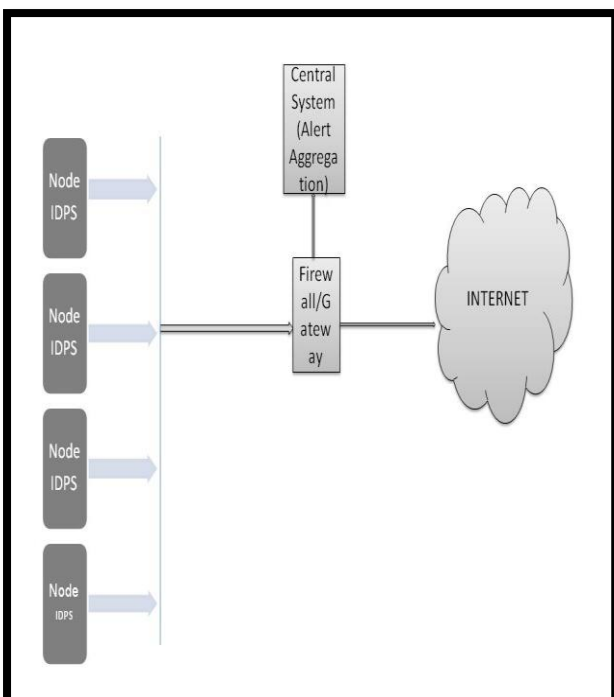 Central
System
(Alert
Aggrega
tion)
Node
IDPS
Node
IDPS
Firew
all/G
atew
ay
INTERNET
Node
IDPS
Node
IDPS